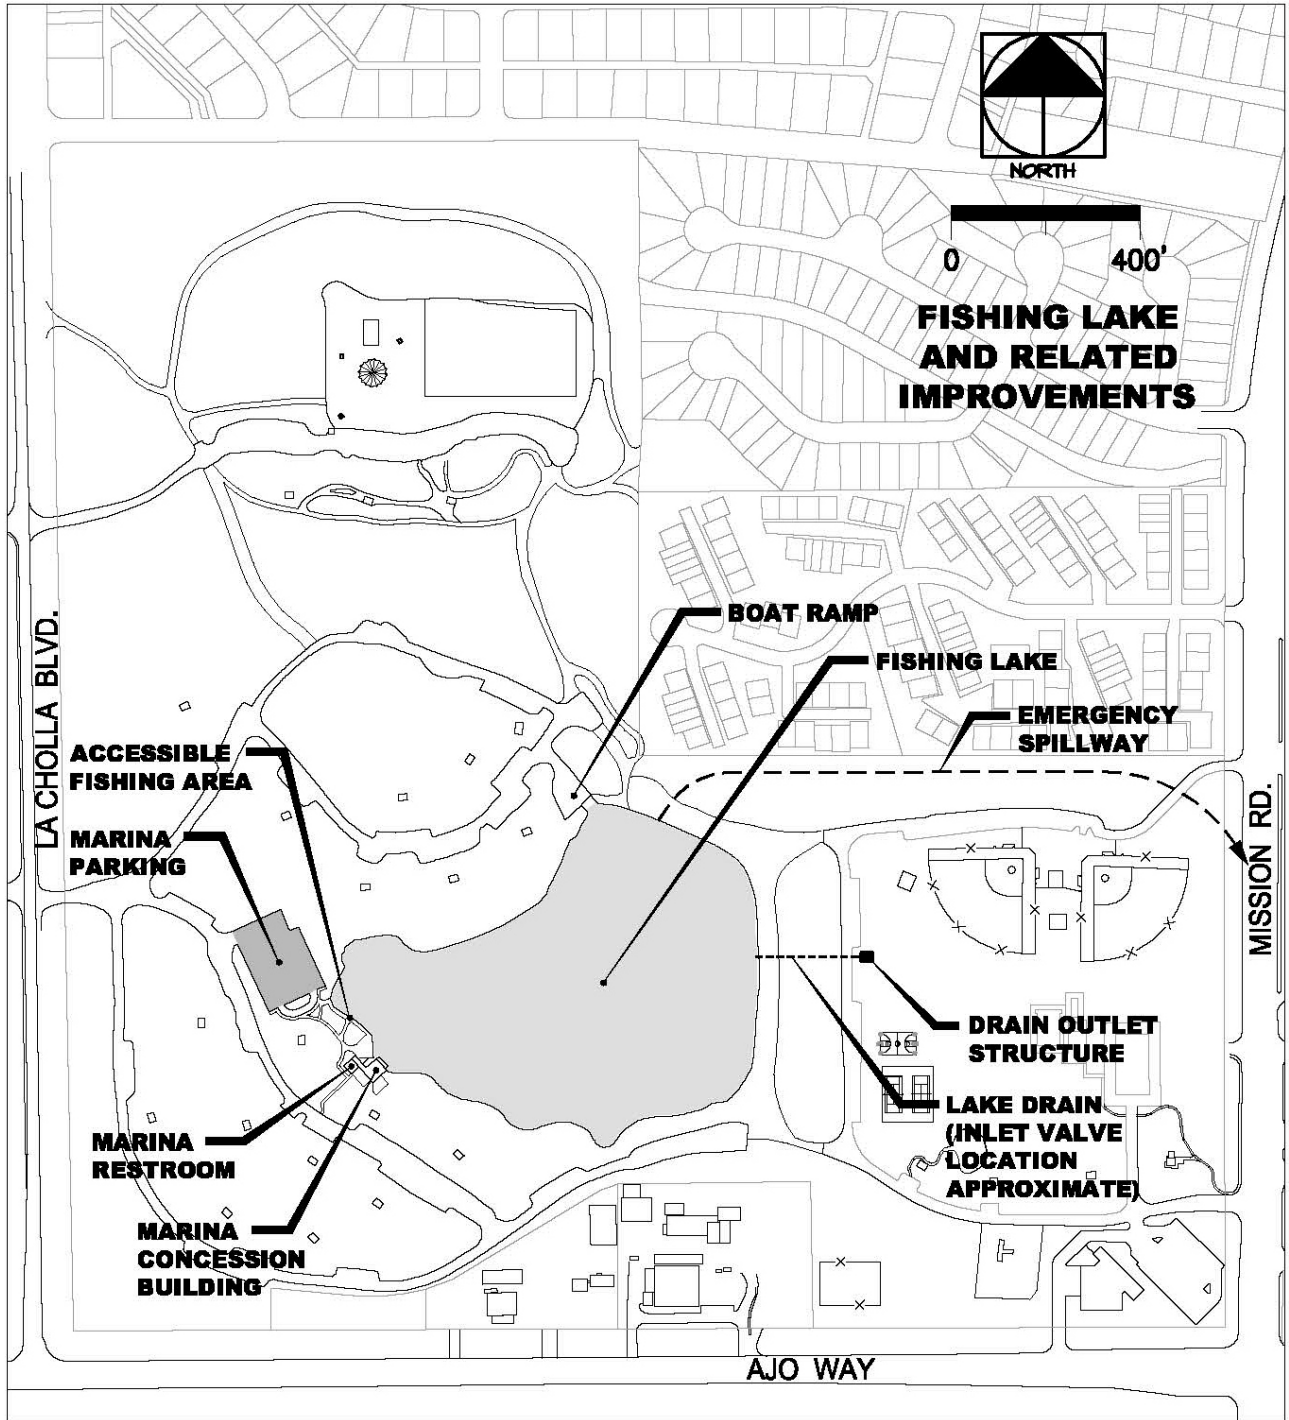 NORTH
0 400'
FISHING LAKE
AND RELATED
IMPROVEMENTS
BOAT RAMP
FISHING LAKE
EMERGENCY
SPILLWAY
LA CHOLLA BLVD.
ACCESSIBLE
FISHING AREA
MARINA
PARKING
MISSION RD.
DRAIN OUTLET
STRUCTURE
LAKE DRAIN
(INLET VALVE
LOCATION
APPROXIMATE)
MARINA
RESTROOM
MARINA
CONCESSION
BUILDING
AJO WAY